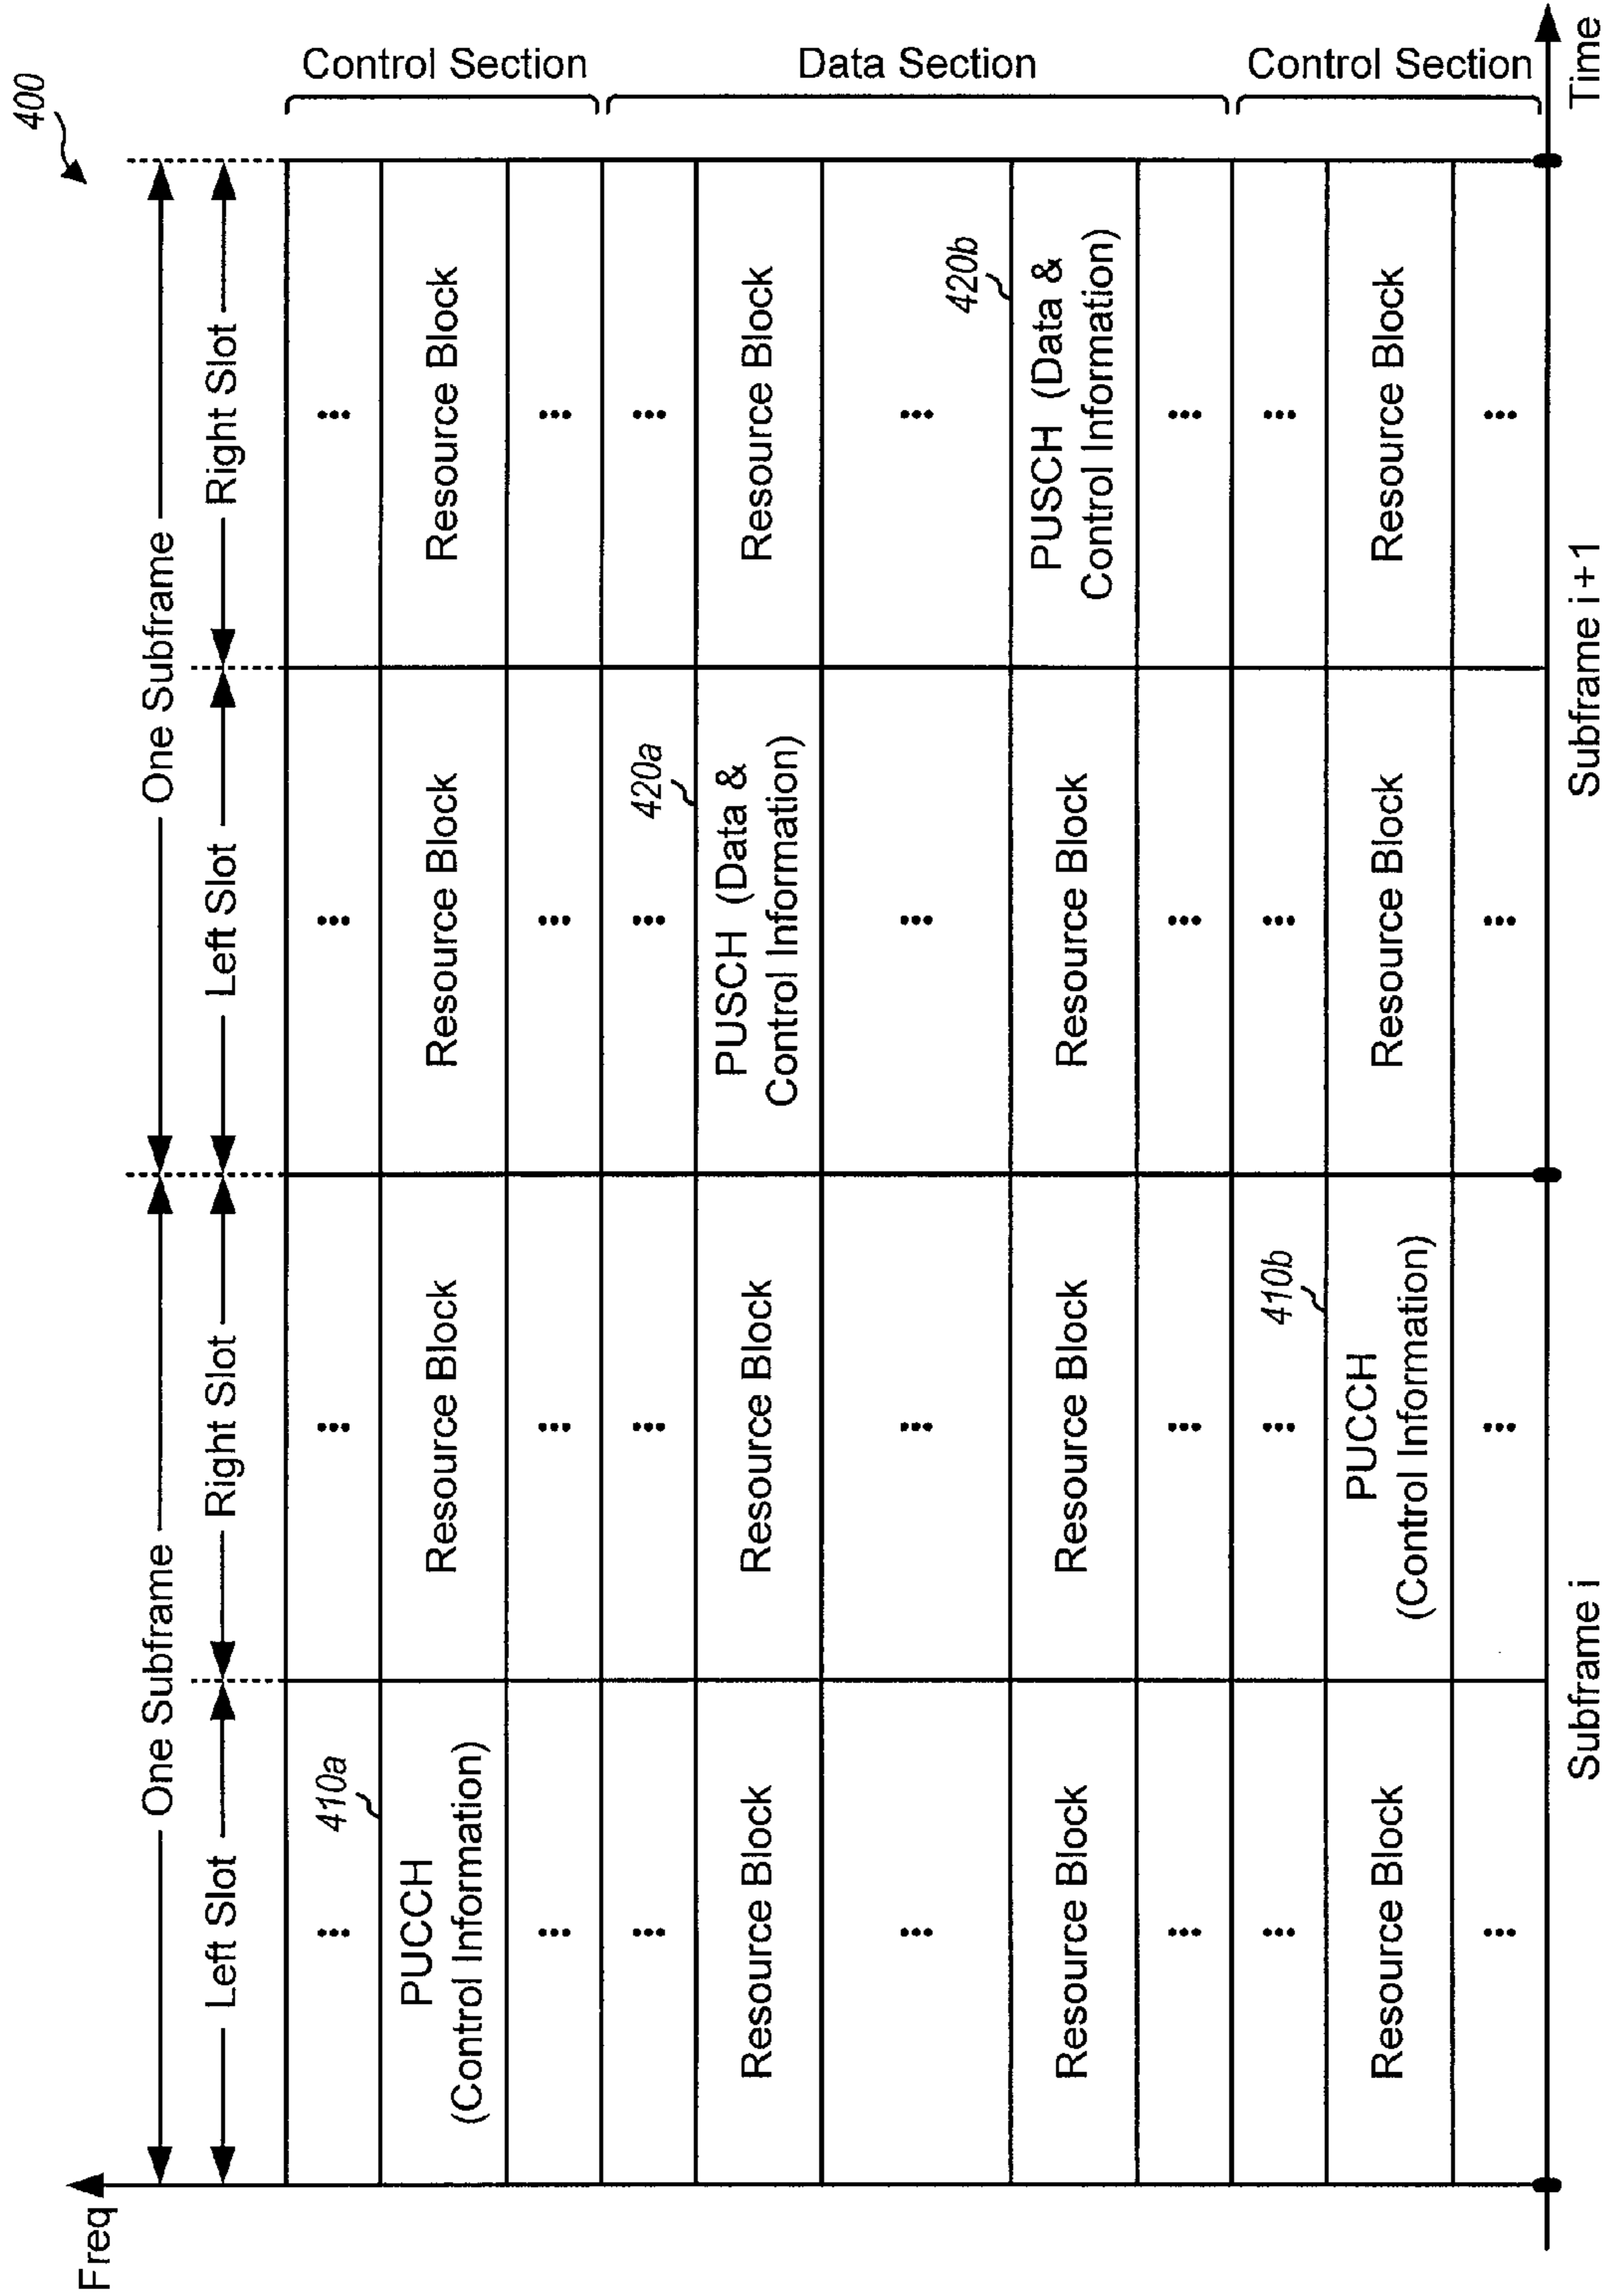 400
One Subframe
One Subframe
Left Slot
Right Slot
Left Slot
Right Slot
Freq
Control Section
Data Section
Control Section
...
...
...
...
410a
PUCCH
(Control Information)
Resource Block
Resource Block
Resource Block
...
...
...
...
...
...
...
...
420a
Resource Block
Resource Block
PUSCH (Data &
Control Information)
Resource Block
...
...
...
...
420b
Resource Block
Resource Block
Resource Block
PUSCH (Data &
Control Information)
...
...
...
...
...
...
...
...
410b
Resource Block
PUCCH
(Control Information)
Resource Block
Resource Block
...
...
...
...
Subframe i
Subframe i + 1
Time